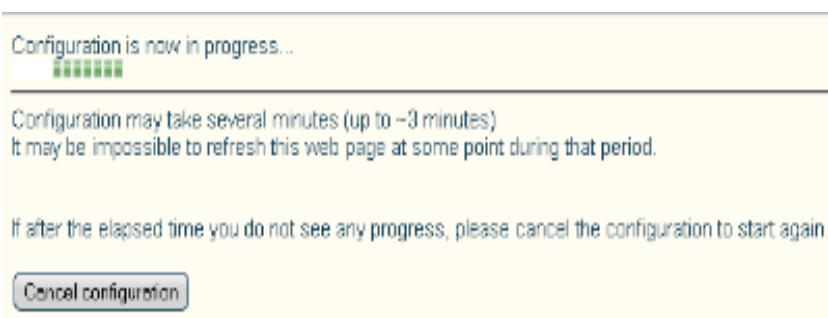 Configuration is now in progress...
Configuration may take several minutes (up to ~3 minutes)
It may be impossible to refresh this web page at some point during that period.
If after the elapsed time you do not see any progress, please cancel the configuration to start again
Cancel configuration